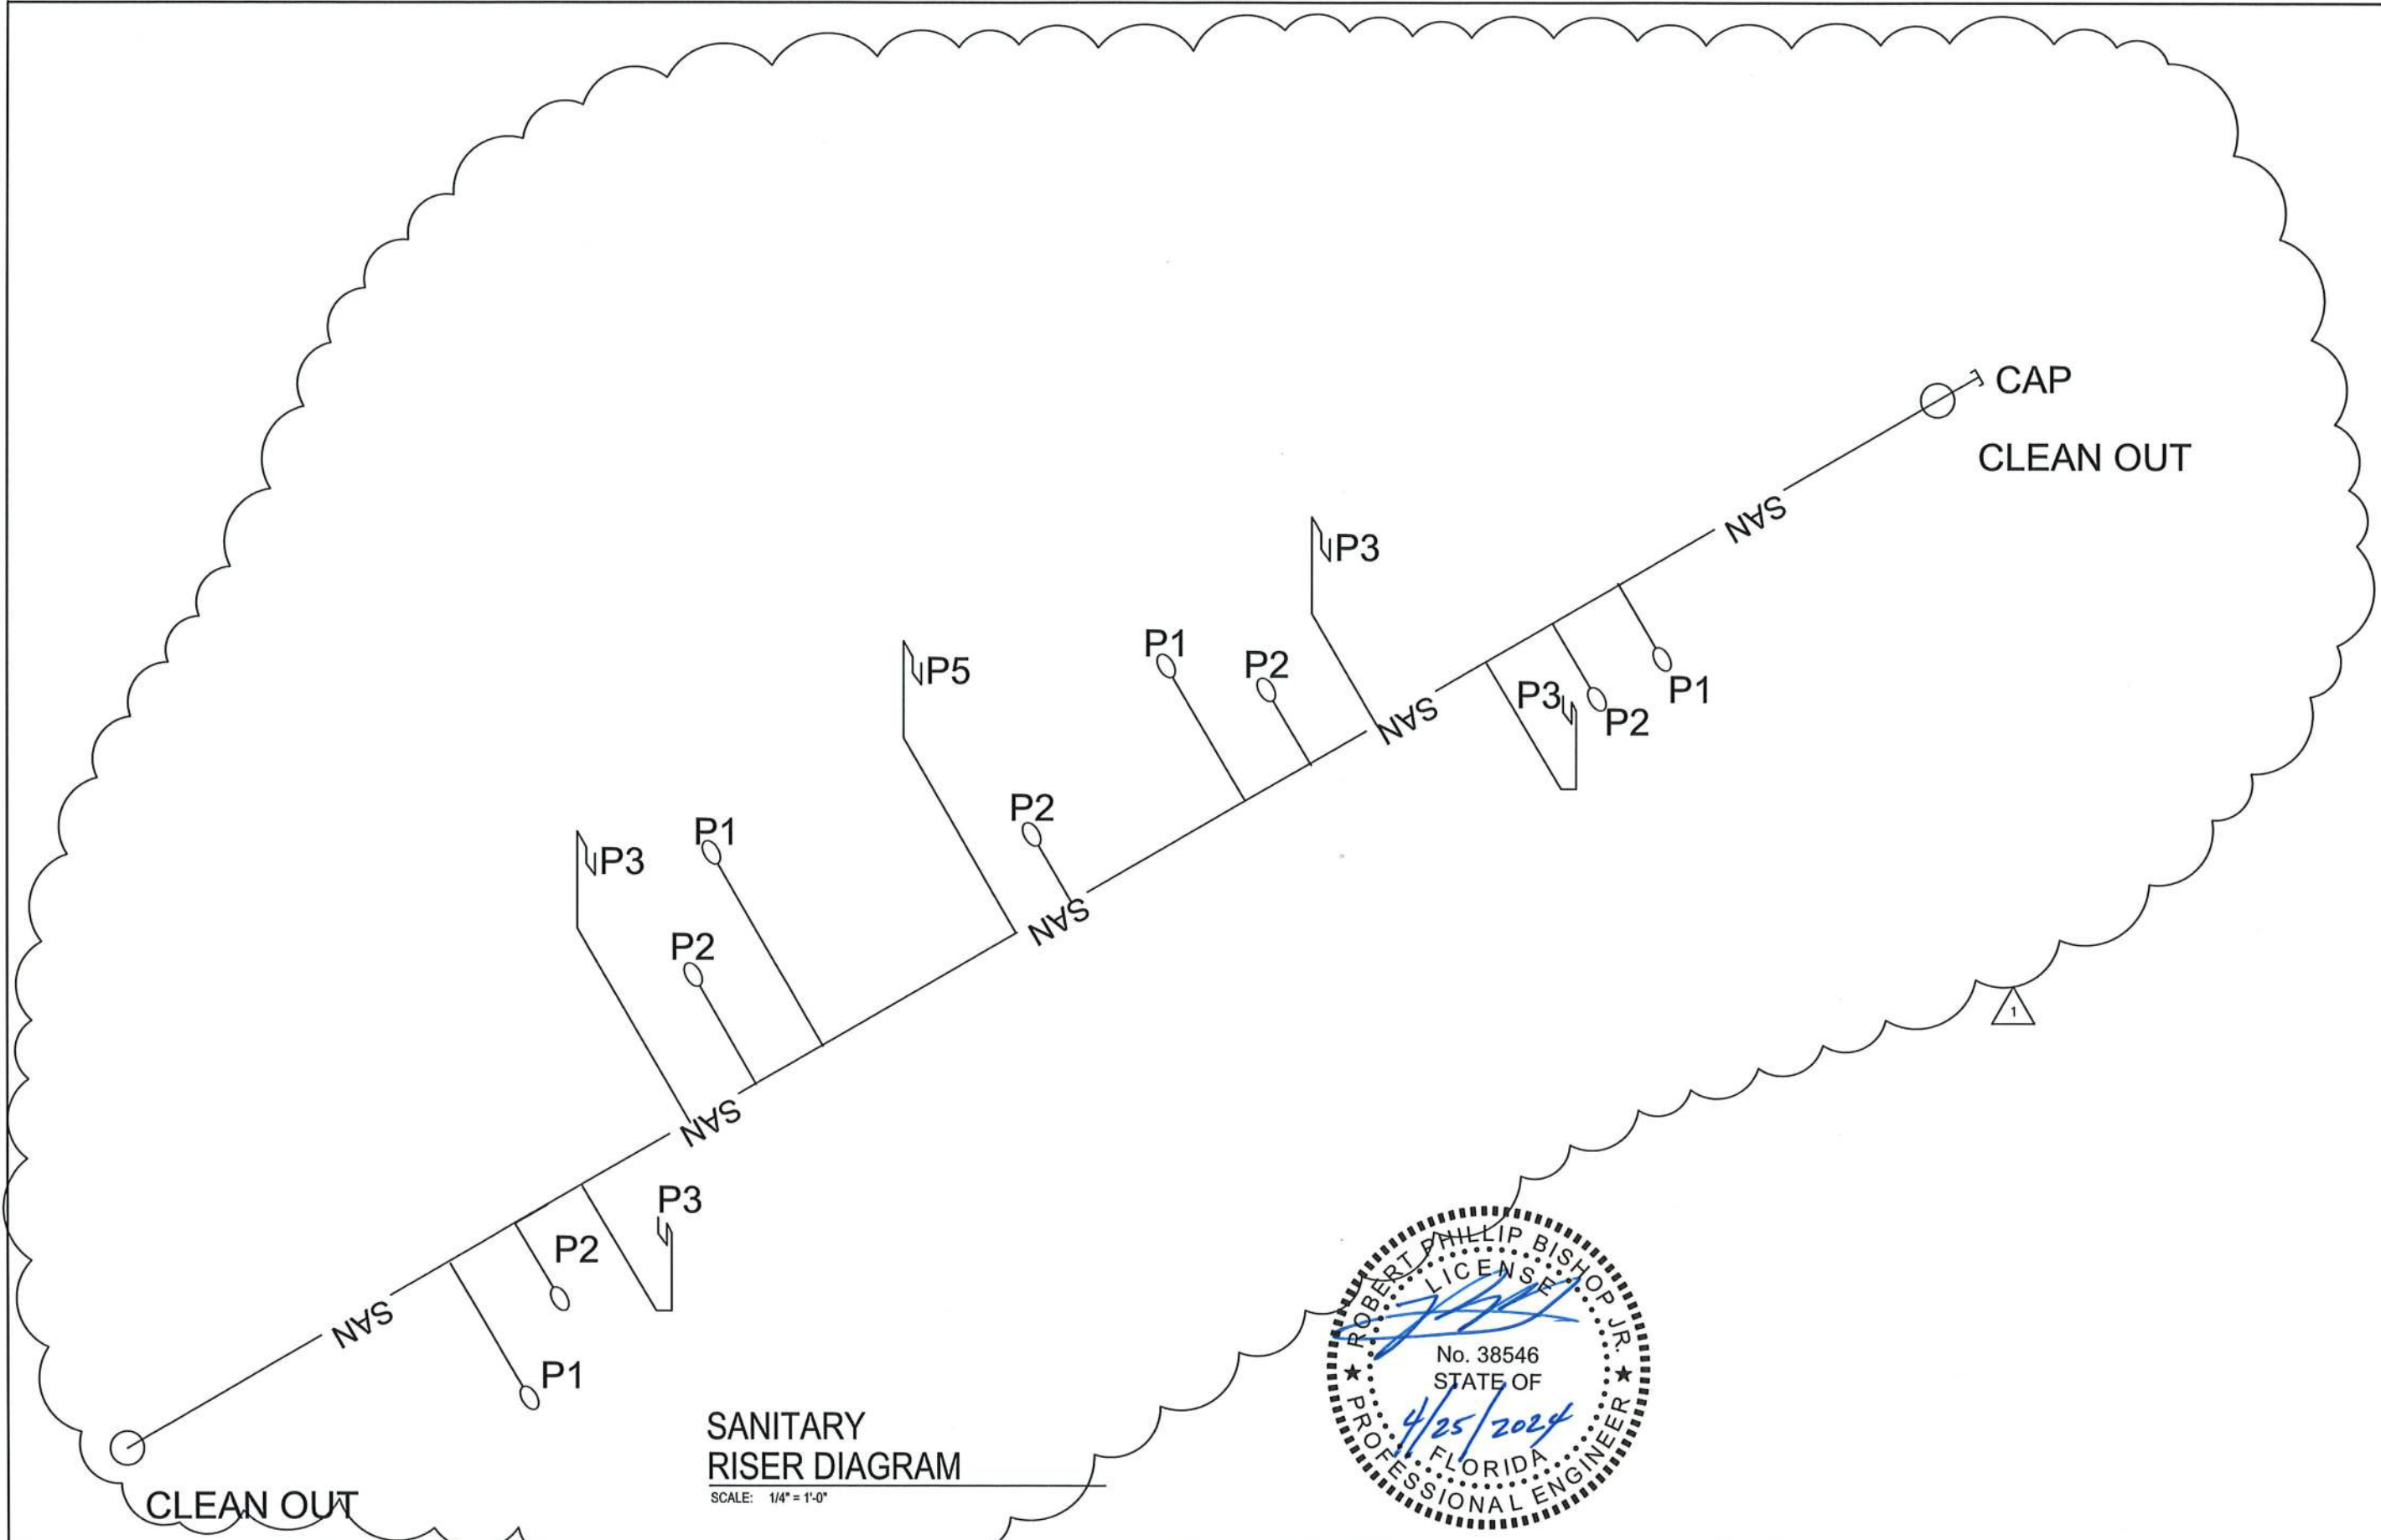 CAP
CLEAN OUT
SAN
P3
P1
P2
P3
P2
P1
P5
SAN
P1
P2
P2
SAN
P3
P1
P2
SAN
P3
P2
P1
SAN
CLEAN OUT
1
SANITARY
RISER DIAGRAM
SCALE: 1/4" = 1'-0"
ROBERT PHILLIP BISHOP JR.
LICENSE
No. 38546
STATE OF
4/25/2024
FLORIDA
PROFESSIONAL ENGINEER